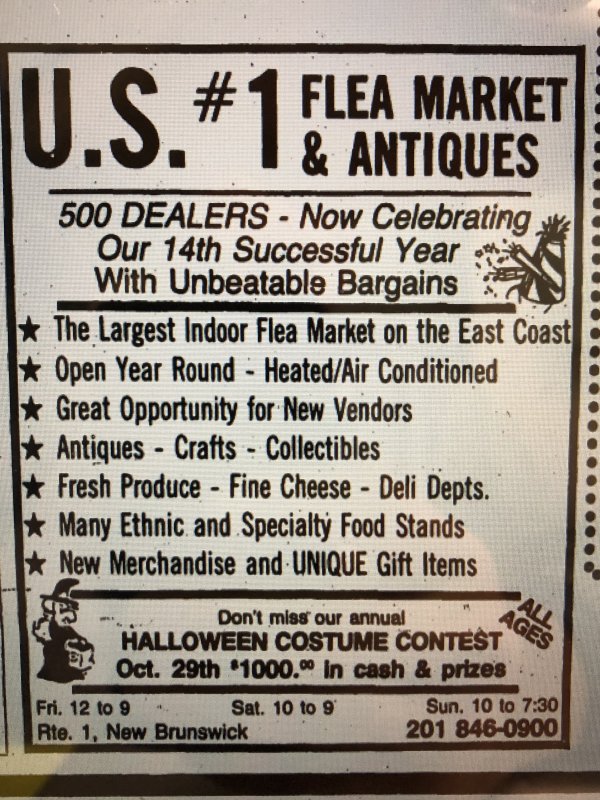 U.S. #1 FLEA MARKET
& ANTIQUES
500 DEALERS - Now Celebrating
Our 14th Successful Year
With Unbeatable Bargains
★ The Largest Indoor Flea Market on the East Coast
★ Open Year Round - Heated/Air Conditioned
★ Great Opportunity for New Vendors
★ Antiques - Crafts - Collectibles
★ Fresh Produce - Fine Cheese - Deli Depts.
★ Many Ethnic and Specialty Food Stands
★ New Merchandise and UNIQUE Gift Items
Don't miss our annual
HALLOWEEN COSTUME CONTEST
Oct. 29th $1000.00 in cash & prizes
ALL
AGES
Fri. 12 to 9 Sat. 10 to 9 Sun. 10 to 7:30
Rte. 1, New Brunswick 201 846-0900